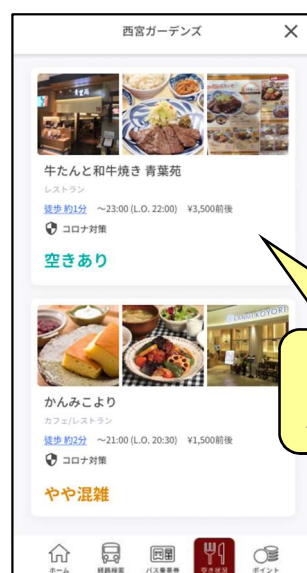 西宮ガーデンズ ×
青葉苑
牛たんと和牛焼き 青葉苑
レストラン
徒歩 約1分 ～23:00 (L.O. 22:00) ¥3,500前後
コロナ対策
空きあり
KANMIKOYORI
かんみこより
カフェ/レストラン
徒歩 約2分 ～21:00 (L.O. 20:30) ¥1,500前後
コロナ対策
やや混雑
ホーム 経路検索 バス乗車券 空き状況 ポイント